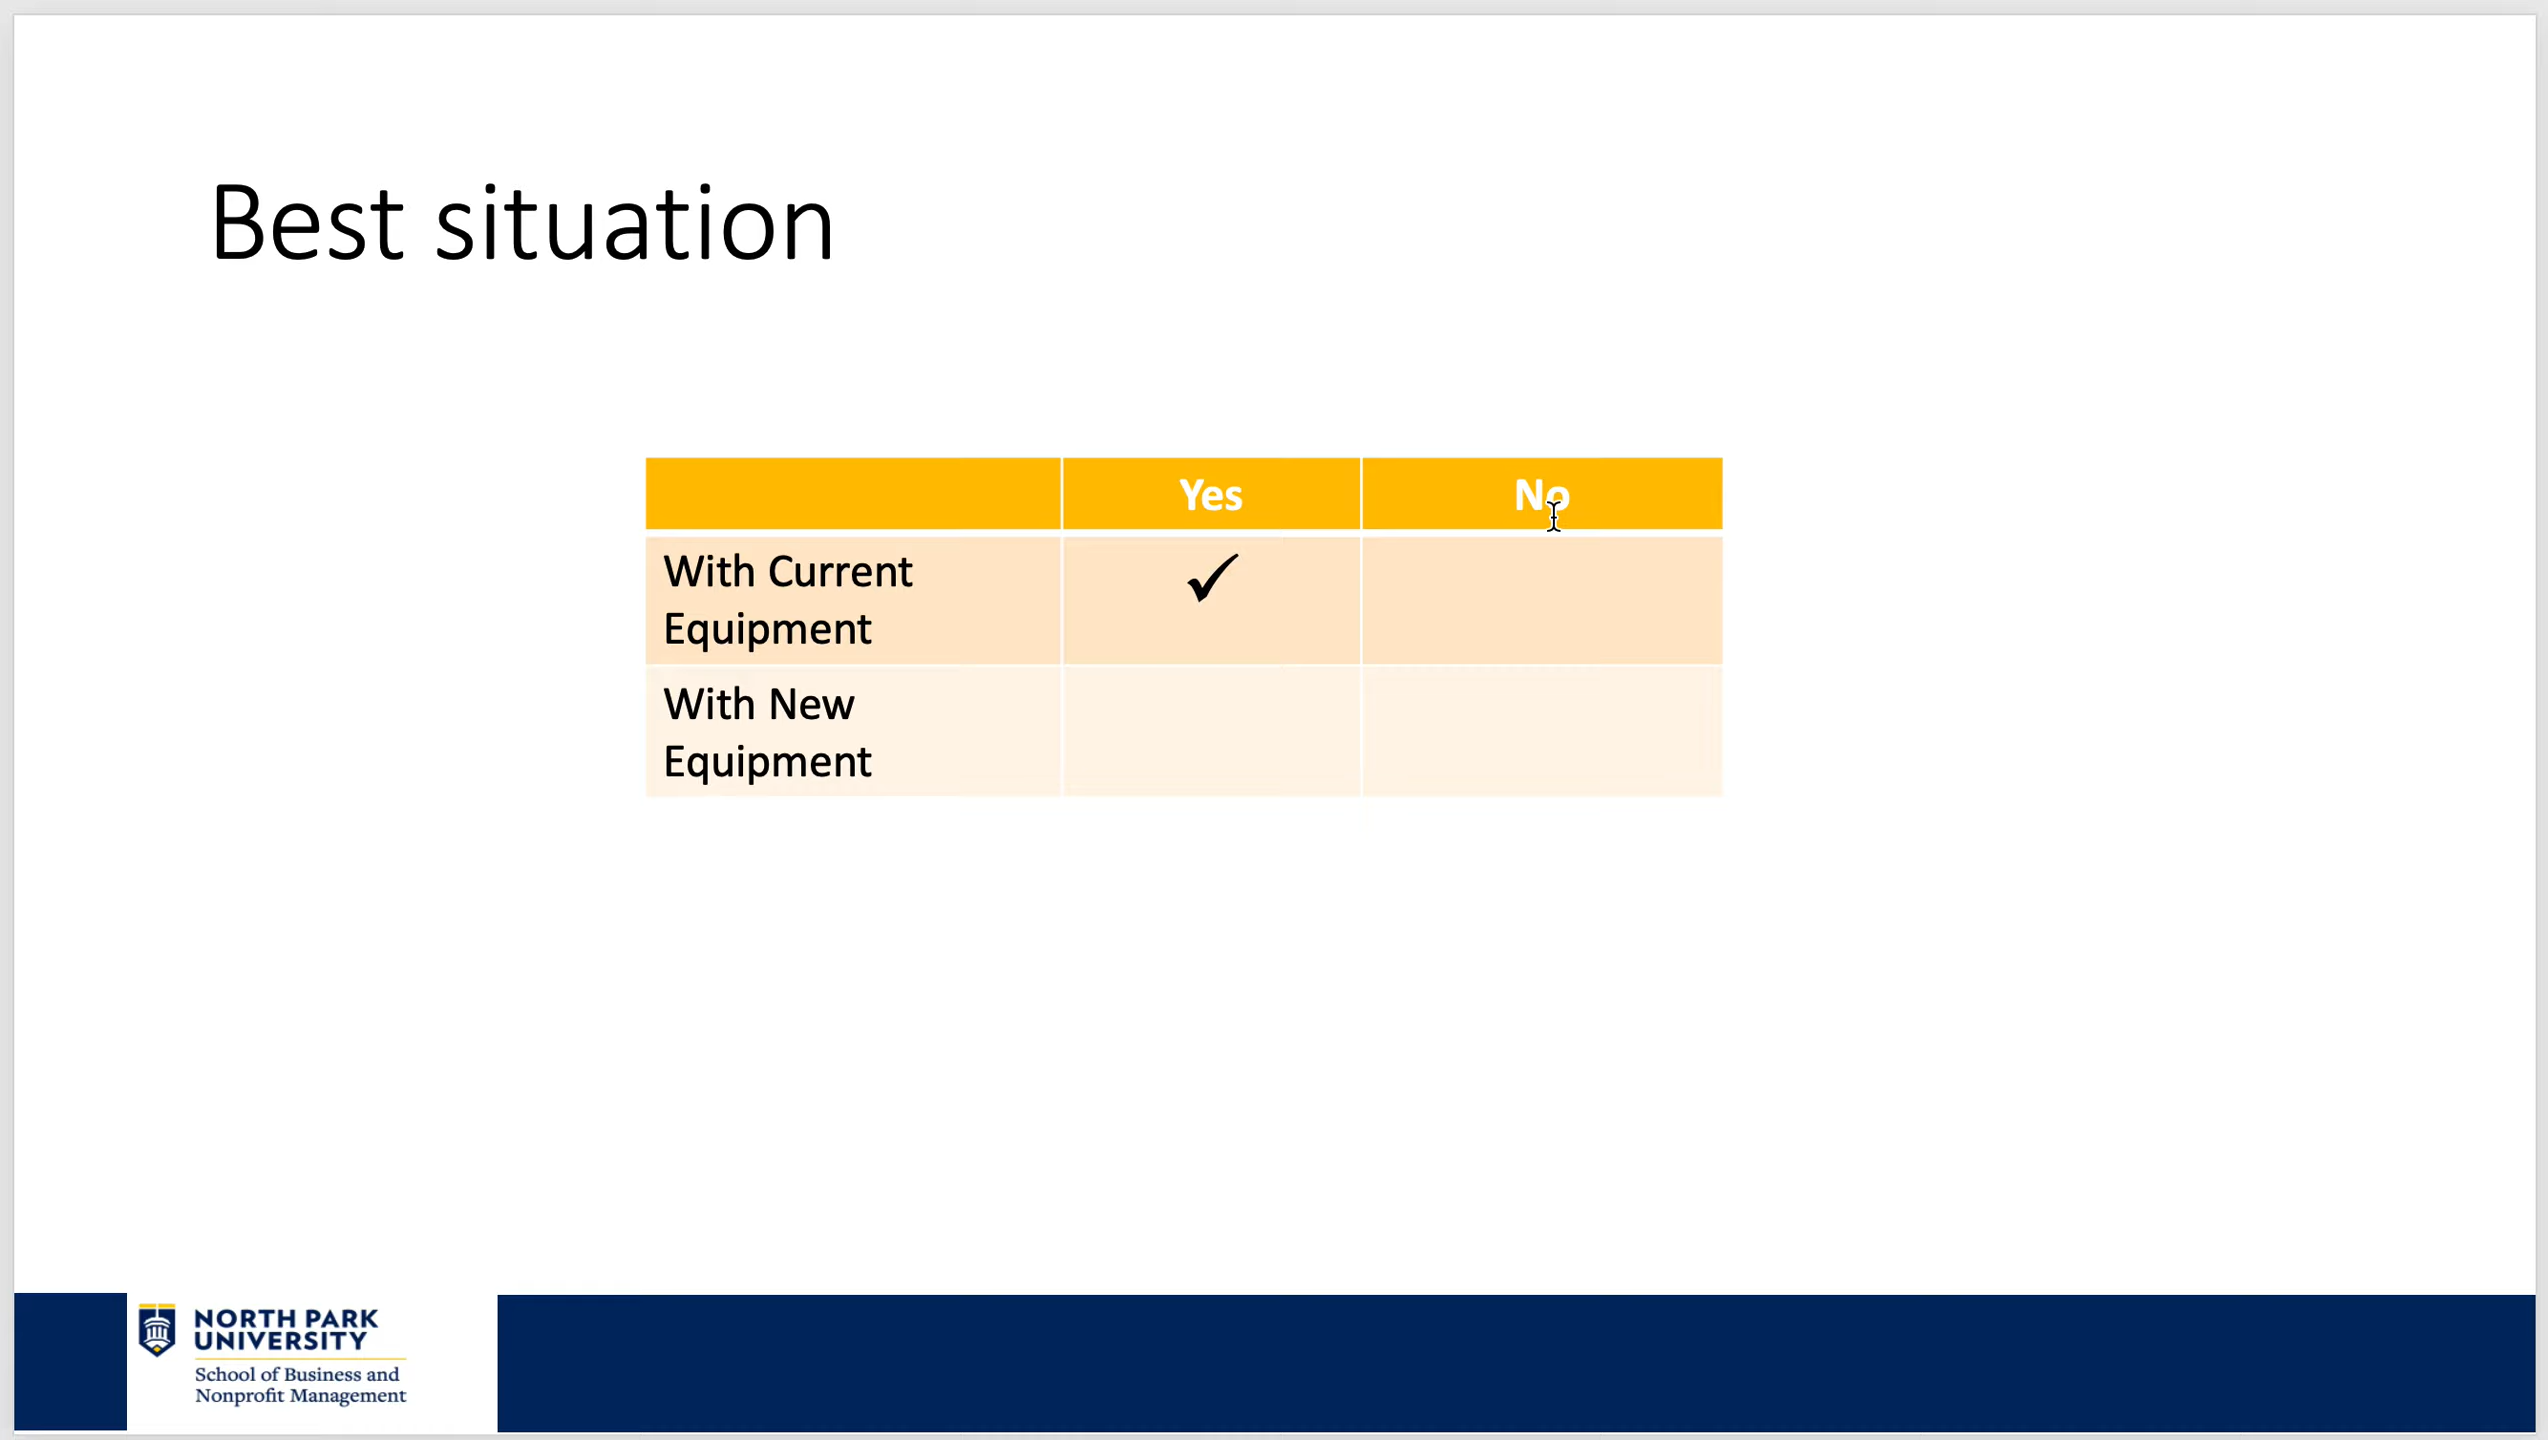 Best situation
Yes No
With Current
Equipment ✓
With New
Equipment
NORTH PARK
UNIVERSITY
School of Business and
Nonprofit Management